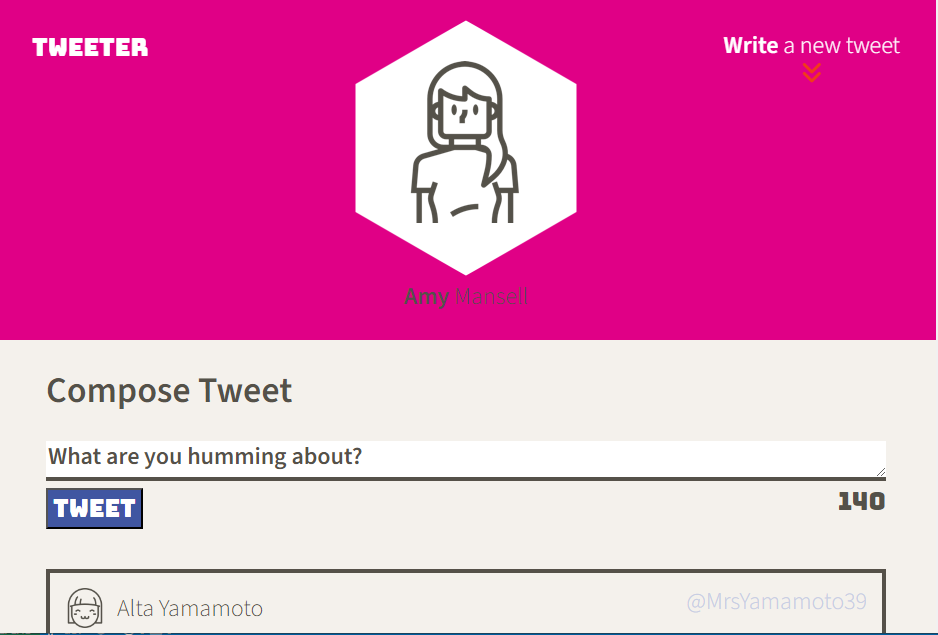 TWEETER
Write a new tweet
Amy Mansell
Compose Tweet
What are you humming about?
TWEET
140
Alta Yamamoto
@MrsYamamoto39